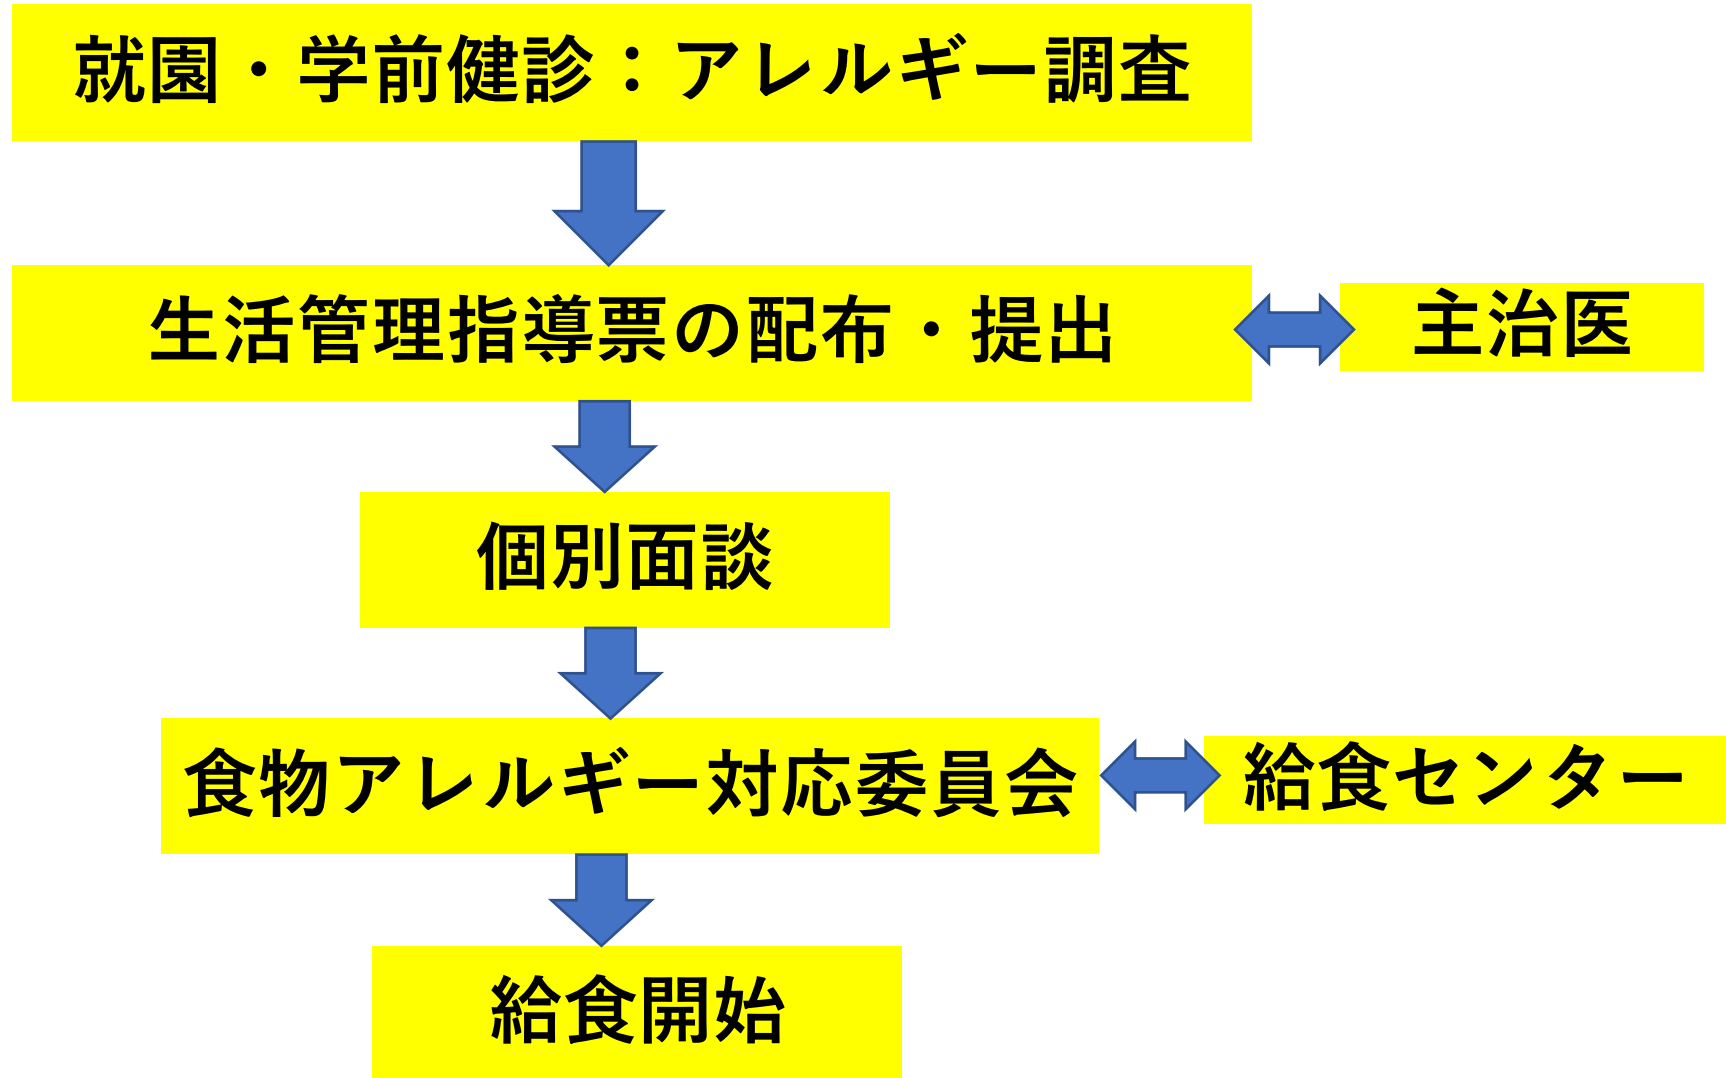 就園・学前健診：アレルギー調査
生活管理指導票の配布・提出
主治医
個別面談
食物アレルギー対応委員会
給食センター
給食開始